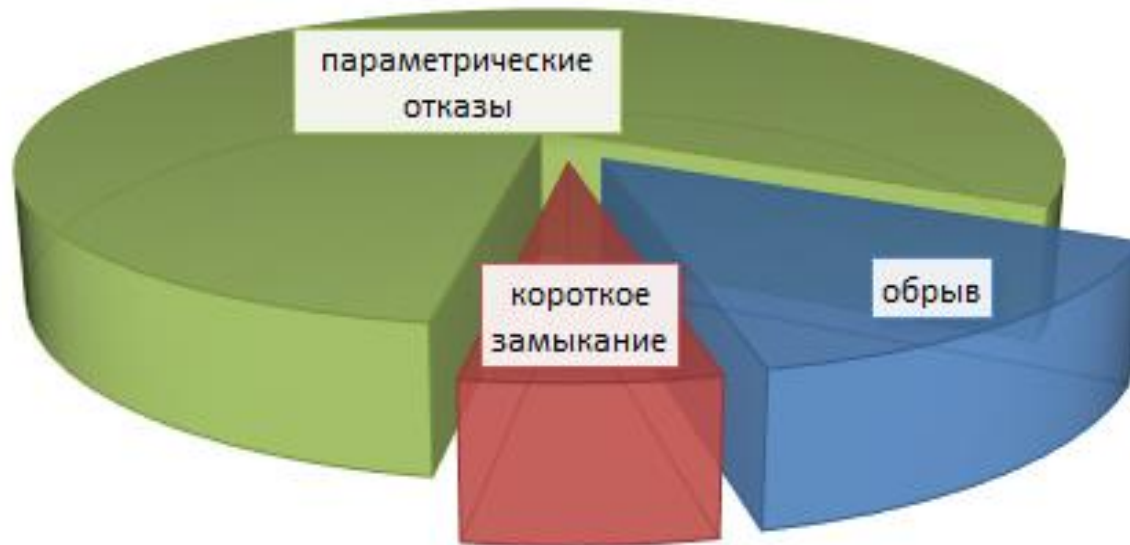 параметрические
отказы
короткое
замыкание
обрыв